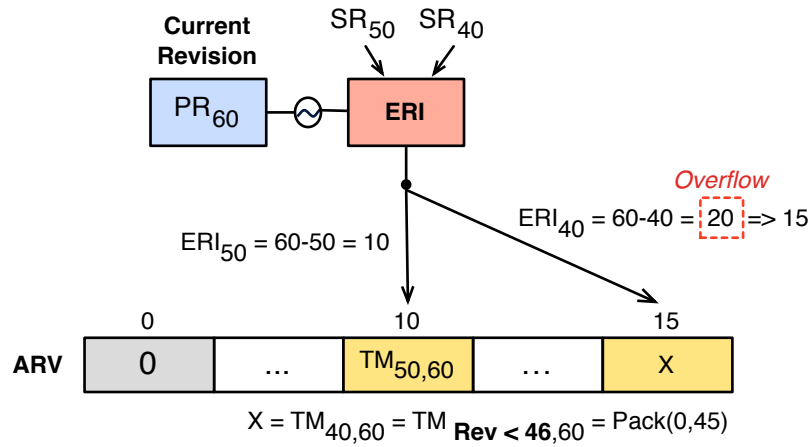 Current
Revision
SR50 SR40
PR60
ERI
Overflow
ERI40 = 60-40 = 20 => 15
ERI50 = 60-50 = 10
0 10 15
ARV 0 ... TM50,60 ... X
X = TM40,60 = TM Rev < 46,60 = Pack(0,45)